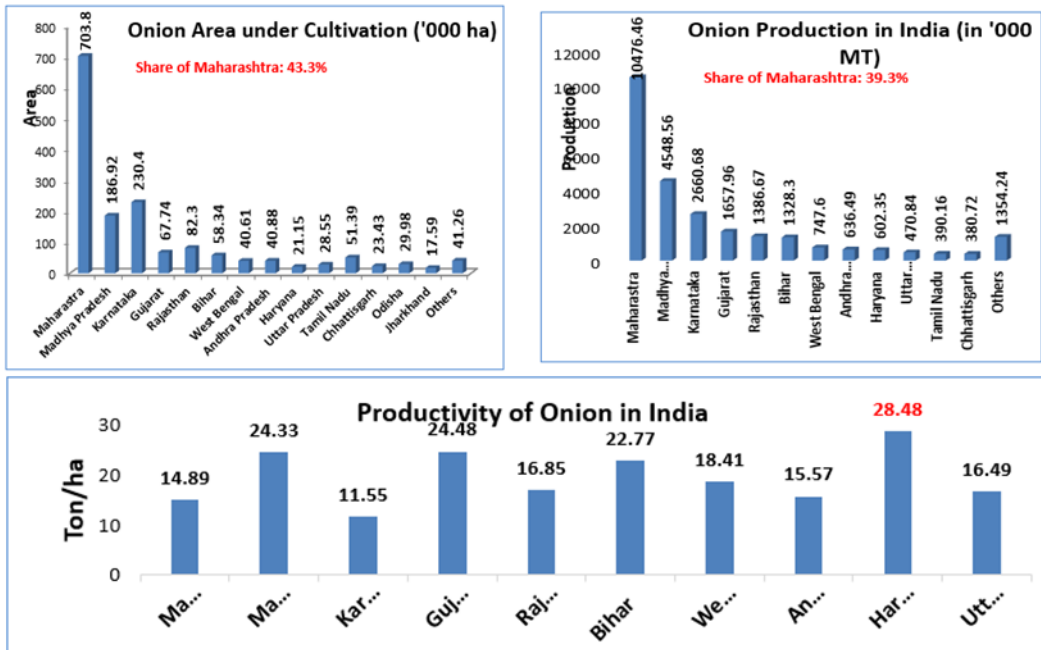 Onion Area under Cultivation ('000 ha)
Share of Maharashtra: 43.3%
Area
800
700
600
500
400
300
200
100
0
703.8
186.92
230.4
67.74
82.3
58.34
40.61
40.88
21.15
28.55
51.39
23.43
29.98
17.59
41.26
Maharastra
Madhya Pradesh
Karnataka
Gujarat
Rajasthan
Bihar
West Bengal
Andhra Pradesh
Haryana
Uttar Pradesh
Tamil Nadu
Chhattisgarh
Odisha
Jharkhand
Others
Onion Production in India (in '000
MT)
Share of Maharashtra: 39.3%
Production
12000
10000
8000
6000
4000
2000
0
10476.46
4548.56
2660.68
1657.96
1386.67
1328.3
747.6
636.49
602.35
470.84
390.16
380.72
1354.24
Maharastra
Madhya...
Karnataka
Gujarat
Rajasthan
Bihar
West Bengal
Andhra...
Haryana
Uttar...
Tamil Nadu
Chhattisgarh
Others
Productivity of Onion in India
Ton/ha
30
20
10
0
14.89
24.33
11.55
24.48
16.85
22.77
18.41
15.57
28.48
16.49
Ma...
Ma...
Kar...
Guj...
Raj...
Bihar
We...
An...
Har...
Utt...